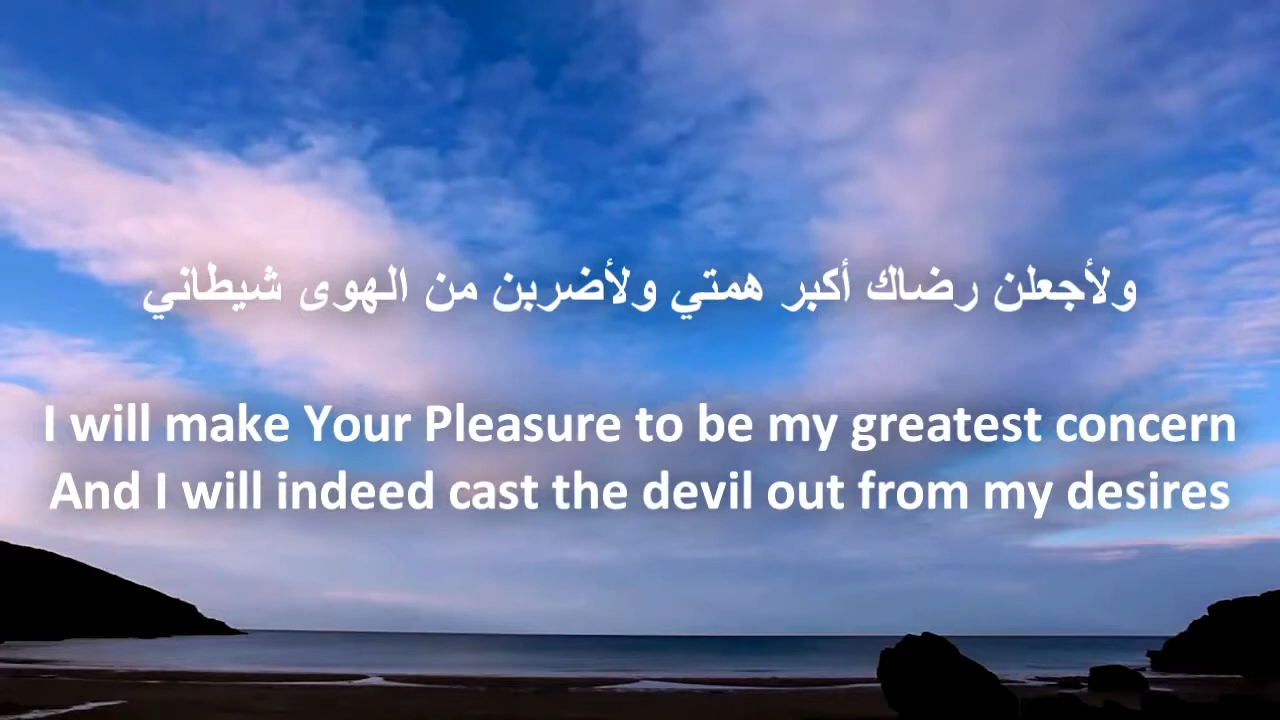 ولأجعلن رضاك أكبر همتي ولأضربن من الهوى شيطاني
I will make Your Pleasure to be my greatest concern
And I will indeed cast the devil out from my desires